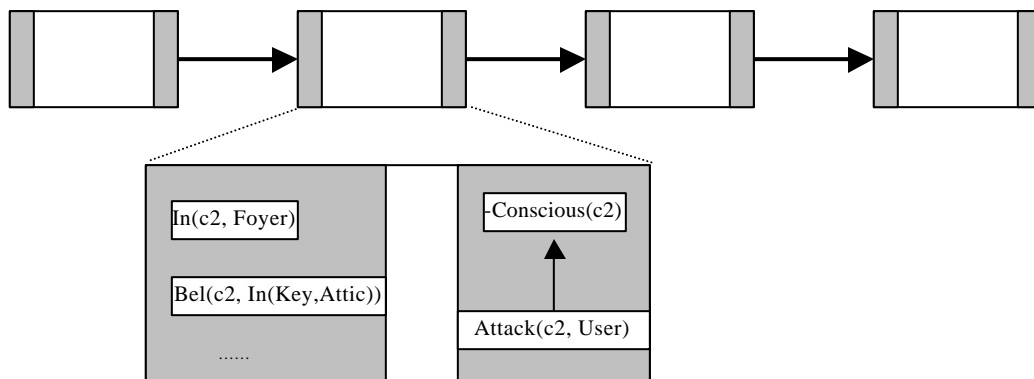 In(c2, Foyer)
-Conscious(c2)
Bel(c2, In(Key,Attic))
Attack(c2, User)
......